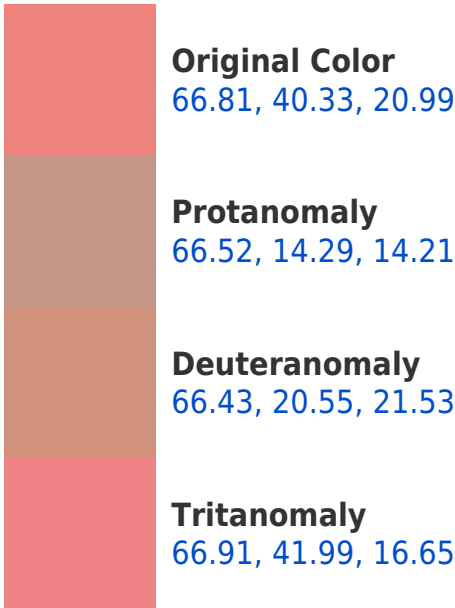 Original Color
66.81, 40.33, 20.99
Protanomaly
66.52, 14.29, 14.21
Deuteranomaly
66.43, 20.55, 21.53
Tritanomaly
66.91, 41.99, 16.65